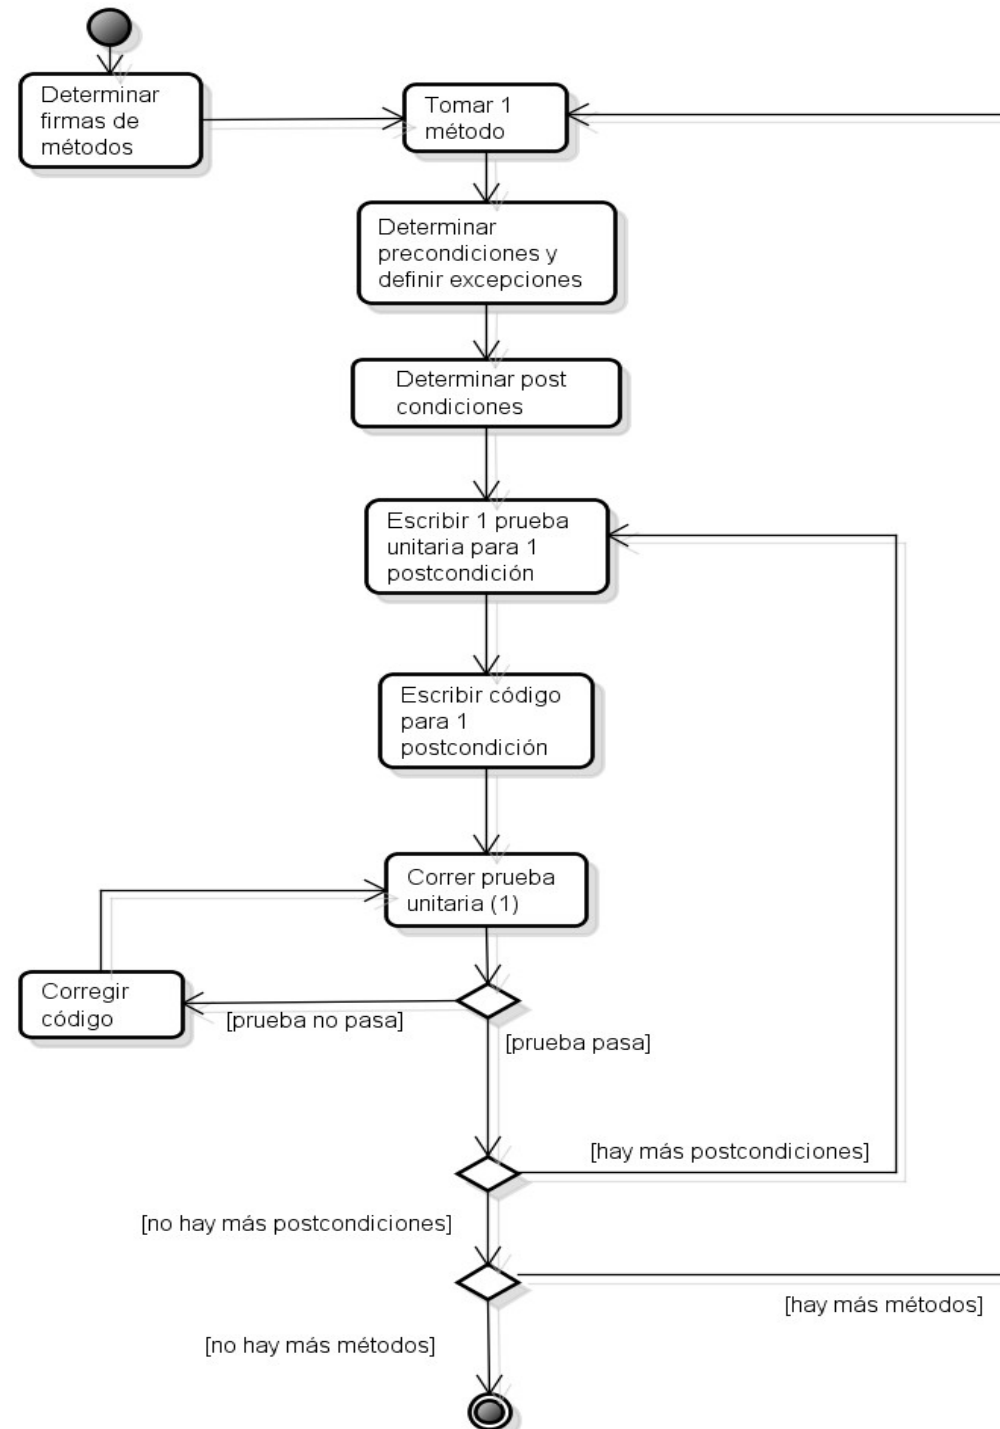 Determinar
firmas de
métodos
Tomar 1
método
Determinar
precondiciones y
definir excepciones
Determinar post
condiciones
Escribir 1 prueba
unitaria para 1
postcondición
Escribir código
para 1
postcondición
Correr prueba
unitaria (1)
Corregir
código
[prueba no pasa]
[prueba pasa]
[hay más postcondiciones]
[no hay más postcondiciones]
[hay más métodos]
[no hay más métodos]